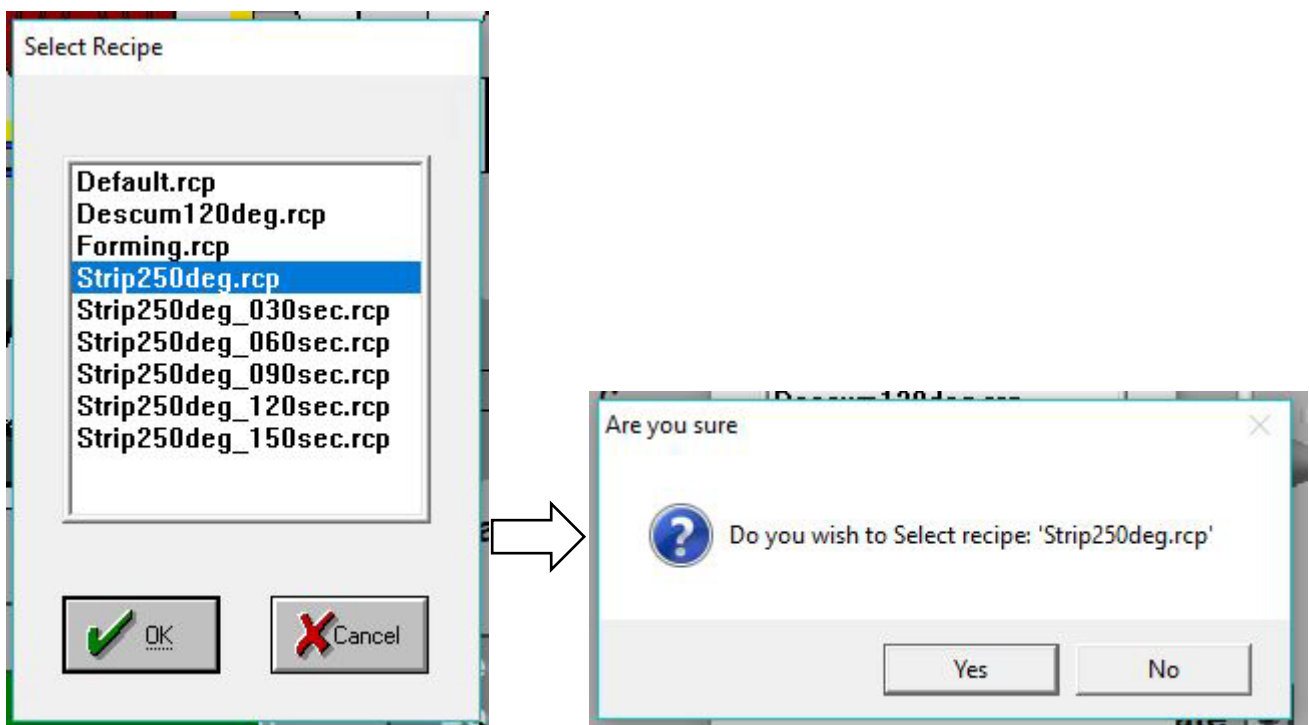 Select Recipe
Default.rcp
Descum120deg.rcp
Forming.rcp
Strip250deg.rcp
Strip250deg_030sec.rcp
Strip250deg_060sec.rcp
Strip250deg_090sec.rcp
Strip250deg_120sec.rcp
Strip250deg_150sec.rcp
OK
Cancel
Are you sure
Do you wish to Select recipe: 'Strip250deg.rcp'
Yes
No